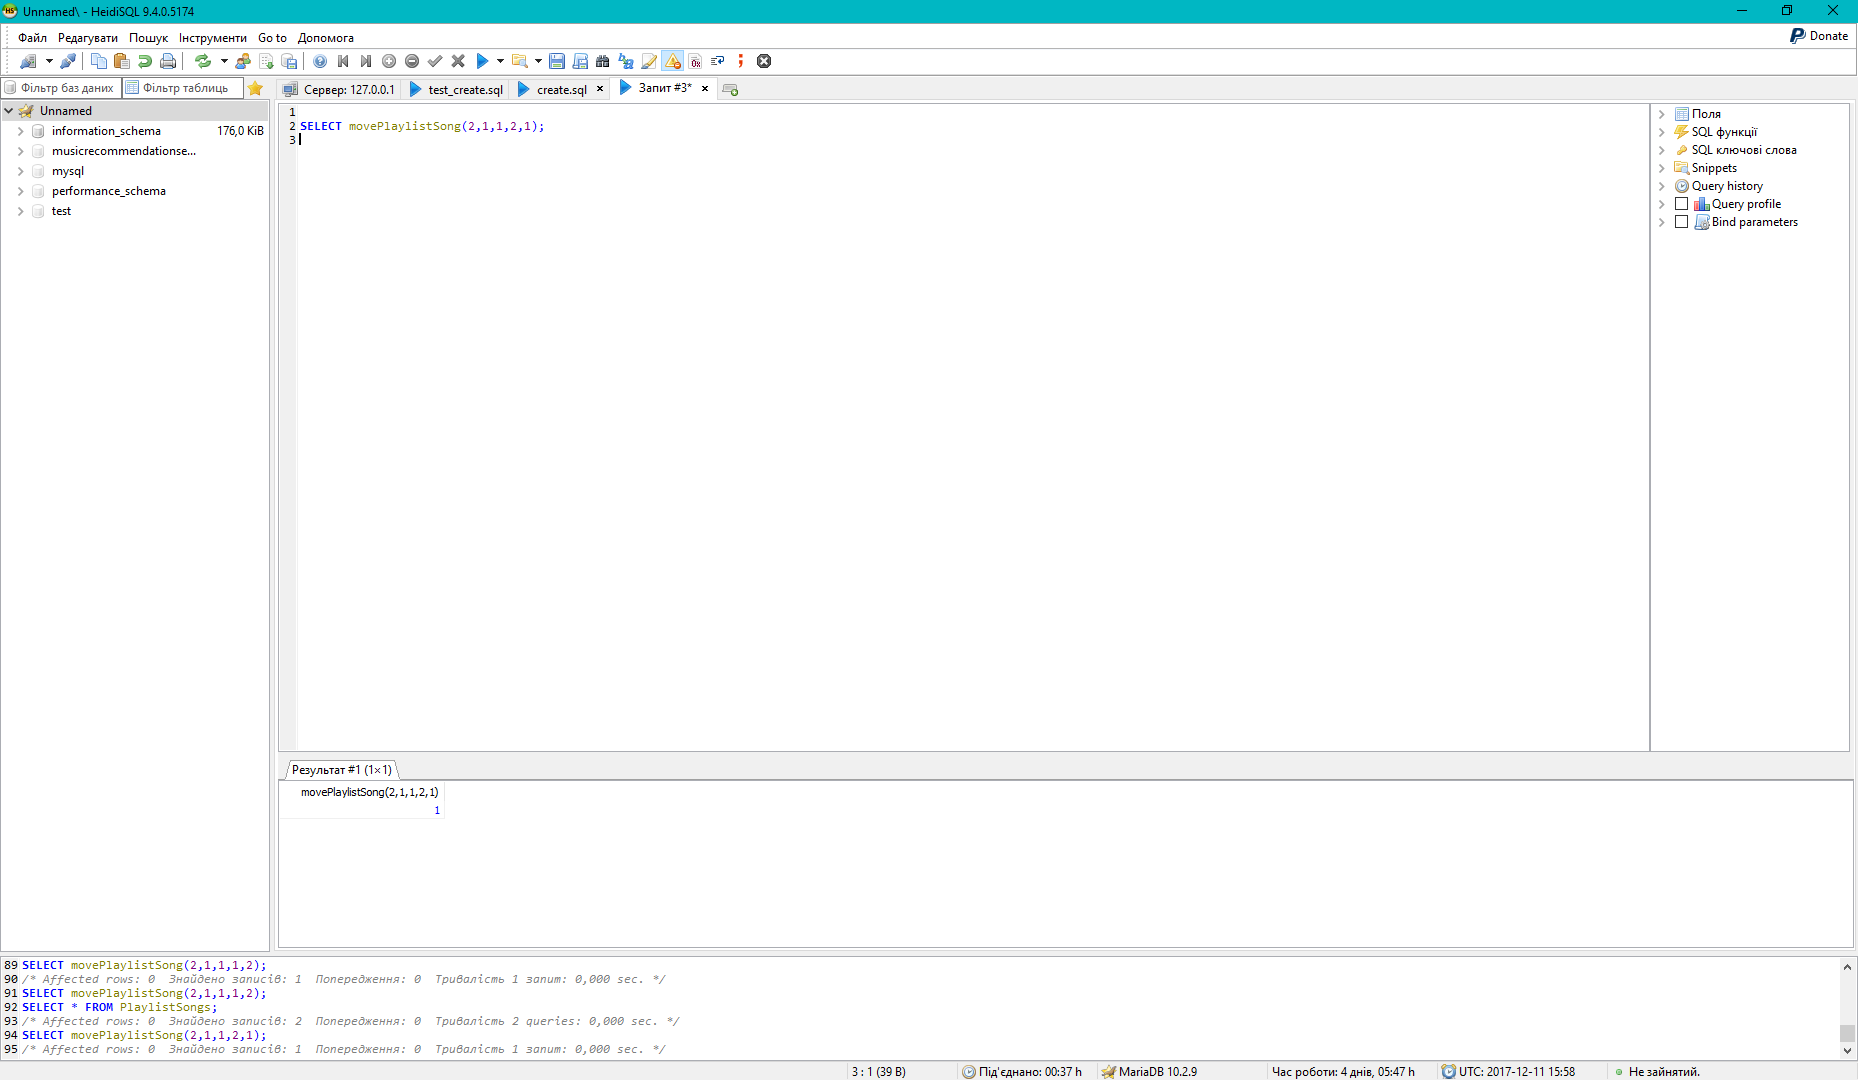 Unnamed\ - HeidiSQL 9.4.0.5174
Файл Редагувати Пошук Інструменти Go to Допомога
Donate
Фільтр баз даних Фільтр таблиць
Сервер: 127.0.0.1 test_create.sql create.sql × Запит #3* ×
Unnamed
information_schema 176,0 KiB
musicrecommendationse...
mysql
performance_schema
test
1
2 SELECT movePlaylistSong(2,1,1,2,1);
3
Поля
SQL функції
SQL ключові слова
Snippets
Query history
Query profile
Bind parameters
Результат #1 (1×1)
movePlaylistSong(2,1,1,2,1)
1
89 SELECT movePlaylistSong(2,1,1,1,2);
90 /* Affected rows: 0 Знайдено записів: 1 Попередження: 0 Тривалість 1 запит: 0,000 sec. */
91 SELECT movePlaylistSong(2,1,1,1,2);
92 SELECT * FROM PlaylistSongs;
93 /* Affected rows: 0 Знайдено записів: 2 Попередження: 0 Тривалість 2 queries: 0,000 sec. */
94 SELECT movePlaylistSong(2,1,1,2,1);
95 /* Affected rows: 0 Знайдено записів: 1 Попередження: 0 Тривалість 1 запит: 0,000 sec. */
3 : 1 (39 B) Під'єднано: 00:37 h MariaDB 10.2.9 Час роботи: 4 днів, 05:47 h UTC: 2017-12-11 15:58 Не зайнятий.